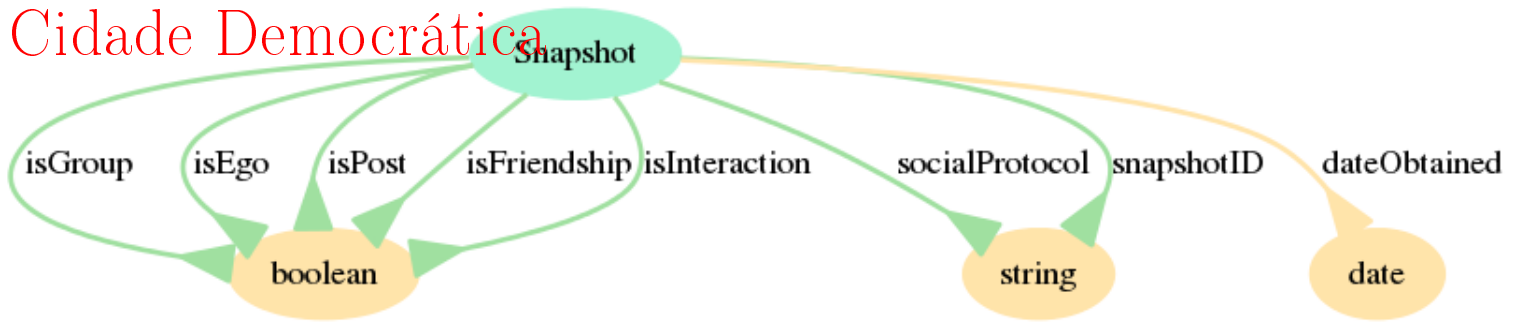 Cidade Democrática
Snapshot
isGroup isEgo isPost isFriendship isInteraction socialProtocol snapshotID dateObtained
boolean string date